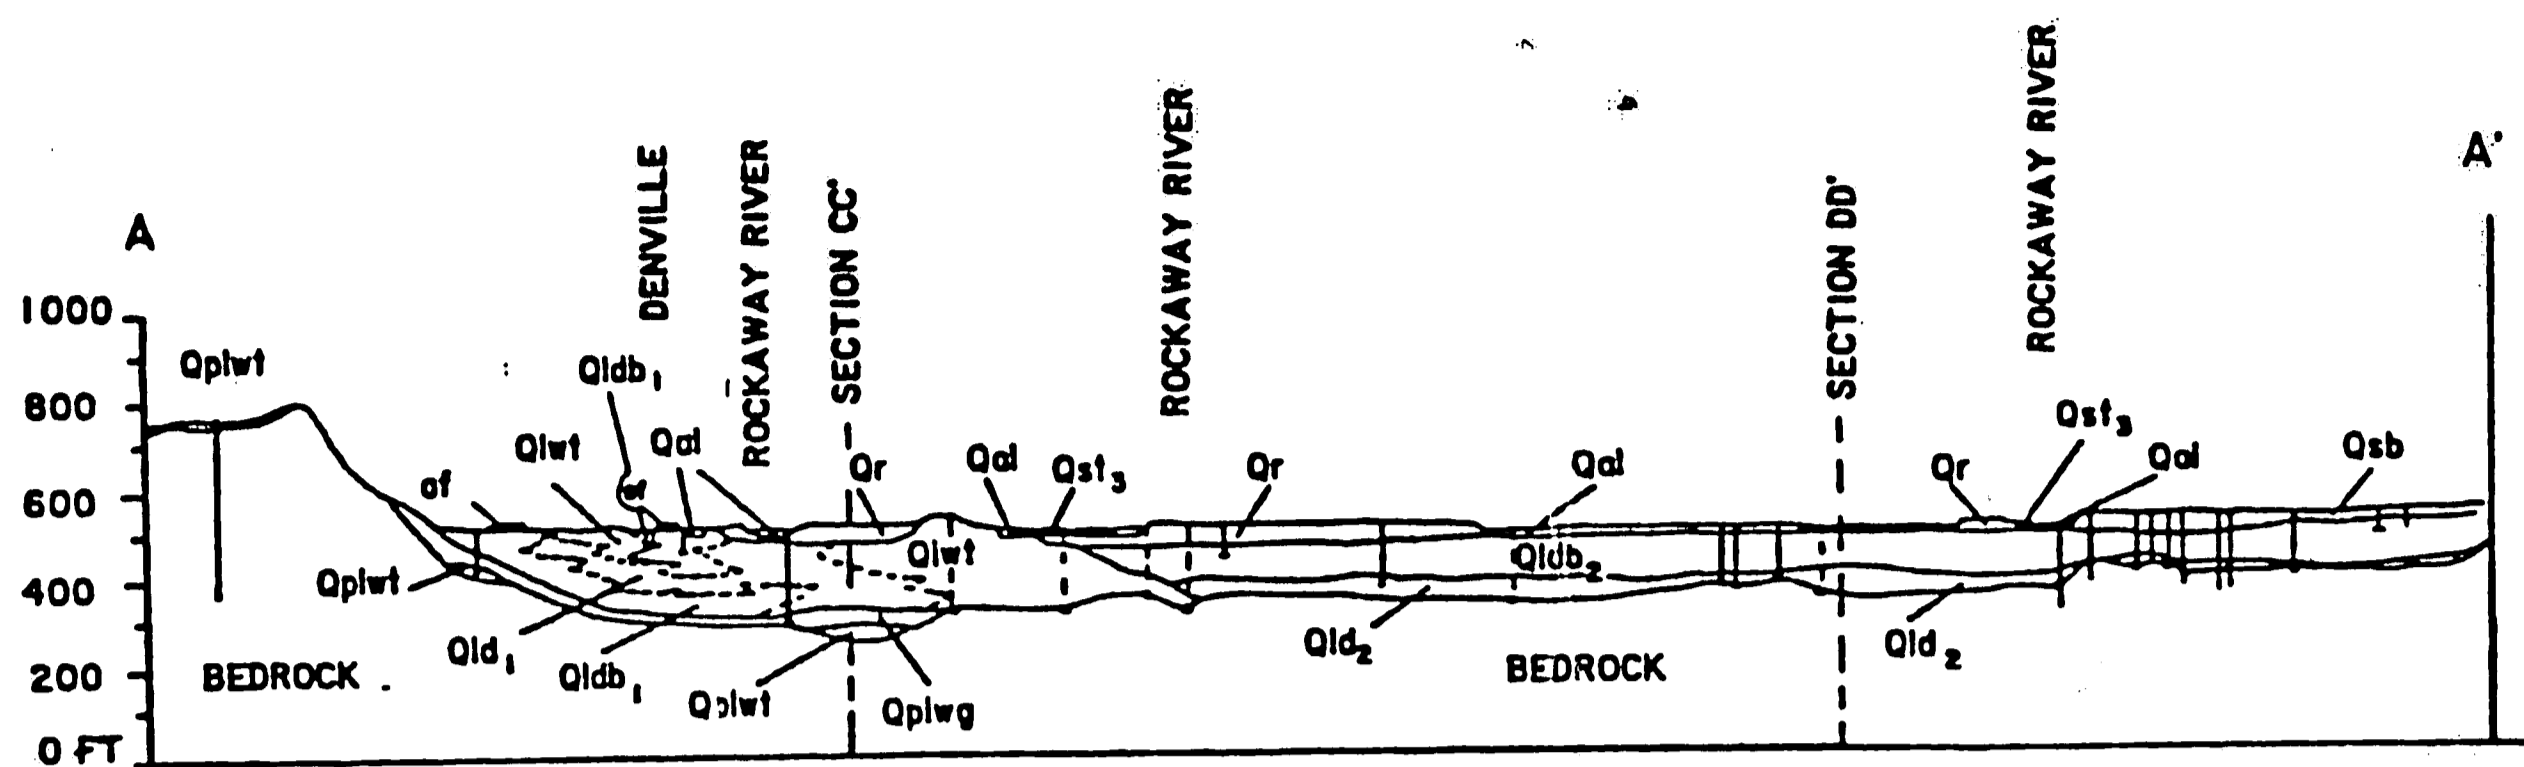 A
A'
DENVILLE
ROCKAWAY RIVER
SECTION CC'
ROCKAWAY RIVER
SECTION DD'
ROCKAWAY RIVER
1000
800
600
400
200
0 FT
Qplwt
Qldb1
Qlwt
Qal
af
af
Qr
Qal
Qst3
Qr
Qal
Qr
Qst3
Qal
Qsb
Qlwt
Qldb2
Qplwt
Qld1
Qldb1
Qplwt
Qplwg
Qld2
Qld2
BEDROCK
BEDROCK